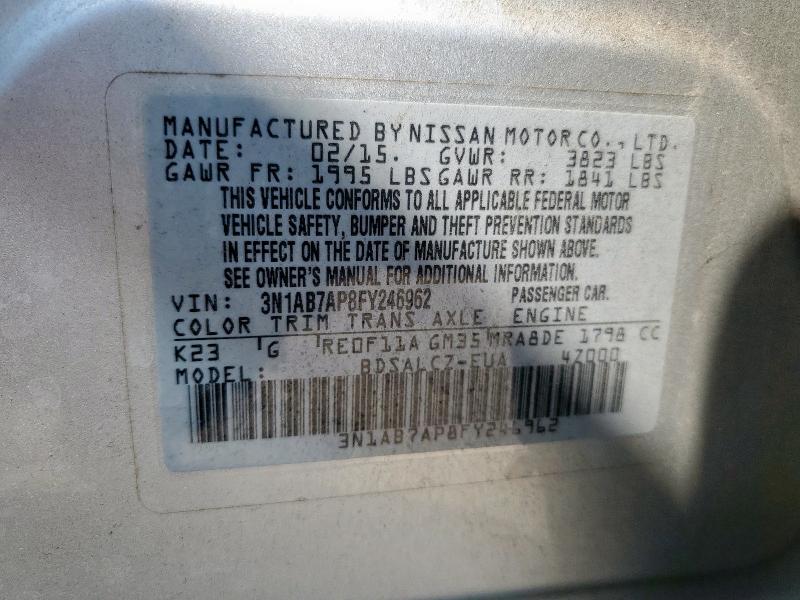 MANUFACTURED BY NISSAN MOTOR CO., LTD.
DATE: 02/15. GVWR: 3823 LBS
GAWR FR: 1995 LBS GAWR RR: 1841 LBS
THIS VEHICLE CONFORMS TO ALL APPLICABLE FEDERAL MOTOR
VEHICLE SAFETY, BUMPER AND THEFT PREVENTION STANDARDS
IN EFFECT ON THE DATE OF MANUFACTURE SHOWN ABOVE.
SEE OWNER'S MANUAL FOR ADDITIONAL INFORMATION.
VIN: 3N1AB7AP8FY246962 PASSENGER CAR.
COLOR TRIM TRANS AXLE ENGINE
K23 G RE0F11A GM35 MRA8DE 1798 CC
MODEL: BDSALCZ-EUA 4Z000
3N1AB7AP8FY246962